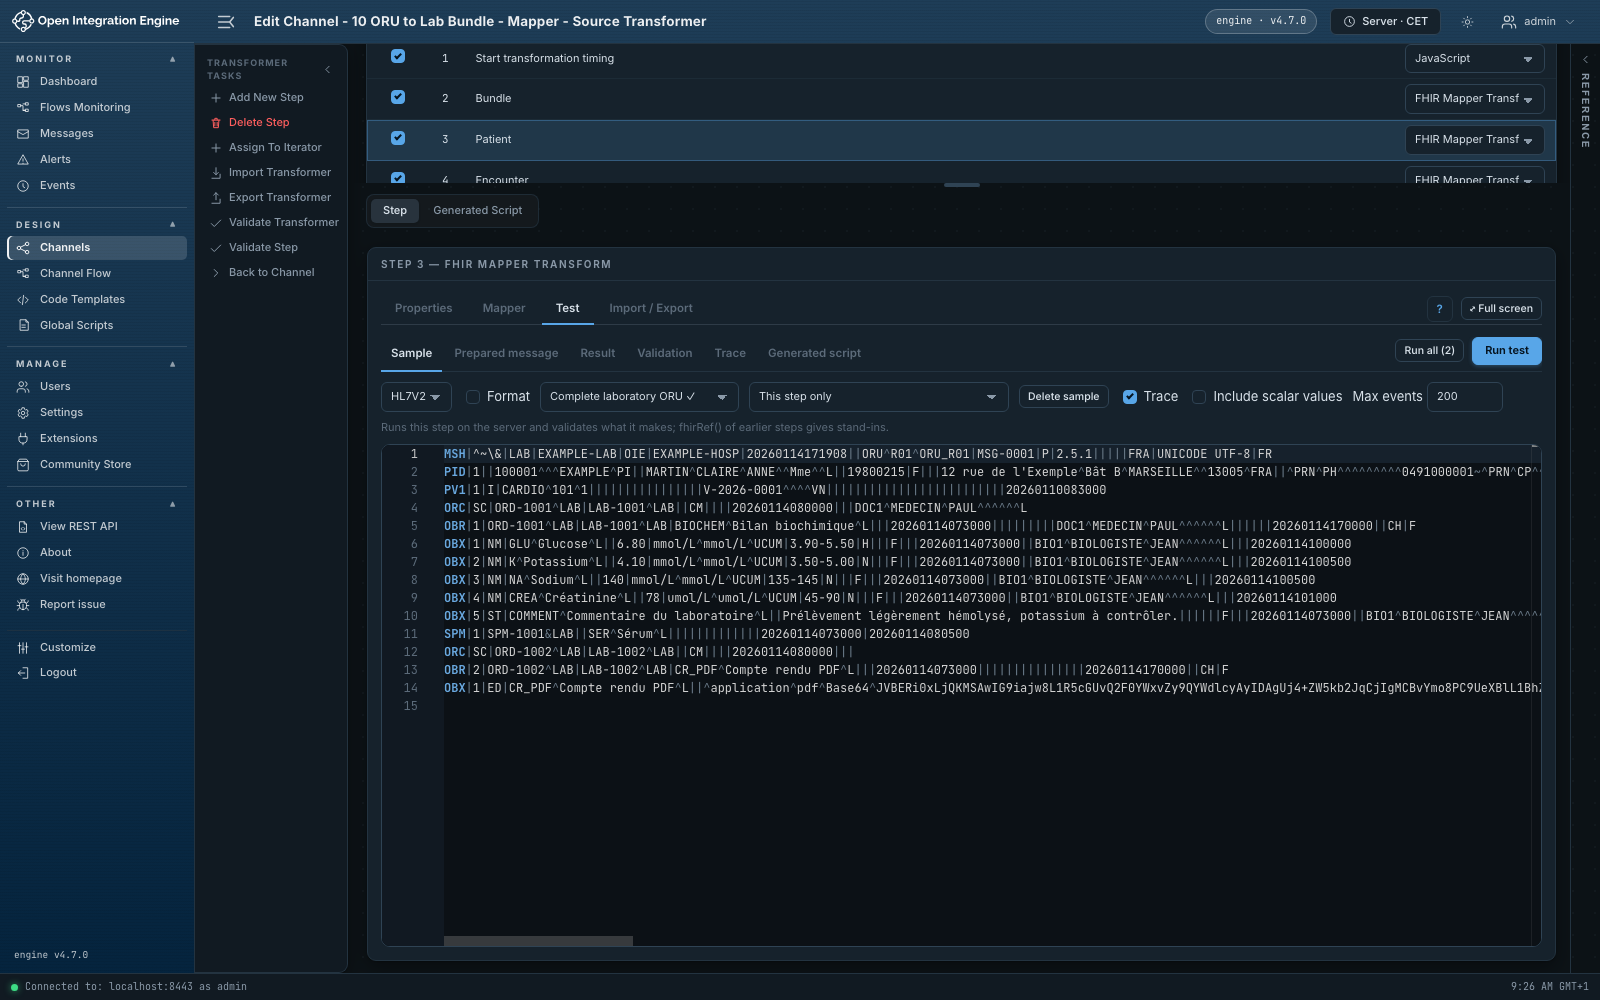 Open Integration Engine
Edit Channel - 10 ORU to Lab Bundle - Mapper - Source Transformer
engine · v4.7.0
Server · CET
admin
MONITOR
Dashboard
Flows Monitoring
Messages
Alerts
Events
DESIGN
Channels
Channel Flow
Code Templates
Global Scripts
MANAGE
Users
Settings
Extensions
Community Store
OTHER
View REST API
About
Visit homepage
Report issue
Customize
Logout
engine v4.7.0
TRANSFORMER TASKS
Add New Step
Delete Step
Assign To Iterator
Import Transformer
Export Transformer
Validate Transformer
Validate Step
Back to Channel
1 Start transformation timing JavaScript
2 Bundle FHIR Mapper Transf
3 Patient FHIR Mapper Transf
4 Encounter FHIR Mapper Transf
REFERENCE
Step Generated Script
STEP 3 — FHIR MAPPER TRANSFORM
Properties Mapper Test Import / Export ? Full screen
Sample Prepared message Result Validation Trace Generated script Run all (2) Run test
HL7V2 Format Complete laboratory ORU ✓ This step only Delete sample Trace Include scalar values Max events 200
Runs this step on the server and validates what it makes; fhirRef() of earlier steps gives stand-ins.
1 MSH|^~\&|LAB|EXAMPLE-LAB|OIE|EXAMPLE-HOSP|20260114171908||ORU^R01^ORU_R01|MSG-0001|P|2.5.1|||||FRA|UNICODE UTF-8|FR
2 PID|1||100001^^^EXAMPLE^PI||MARTIN^CLAIRE^ANNE^^Mme^^L||19800215|F|||12 rue de l'Exemple^Bât B^MARSEILLE^^13005^FRA||^PRN^PH^^^^^^^^^0491000001~^PRN^CP^
3 PV1|1|I|CARDIO^101^1||||||||||||||||V-2026-0001^^^^VN|||||||||||||||||||||||||20260110083000
4 ORC|SC|ORD-1001^LAB|LAB-1001^LAB||CM||||20260114080000|||DOC1^MEDECIN^PAUL^^^^^^L
5 OBR|1|ORD-1001^LAB|LAB-1001^LAB|BIOCHEM^Bilan biochimique^L|||20260114073000|||||||||DOC1^MEDECIN^PAUL^^^^^^L||||||20260114170000||CH|F
6 OBX|1|NM|GLU^Glucose^L||6.80|mmol/L^mmol/L^UCUM|3.90-5.50|H|||F|||20260114073000||BIO1^BIOLOGISTE^JEAN^^^^^^L|||20260114100000
7 OBX|2|NM|K^Potassium^L||4.10|mmol/L^mmol/L^UCUM|3.50-5.00|N|||F|||20260114073000||BIO1^BIOLOGISTE^JEAN^^^^^^L|||20260114100500
8 OBX|3|NM|NA^Sodium^L||140|mmol/L^mmol/L^UCUM|135-145|N|||F|||20260114073000||BIO1^BIOLOGISTE^JEAN^^^^^^L|||20260114100500
9 OBX|4|NM|CREA^Créatinine^L||78|umol/L^umol/L^UCUM|45-90|N|||F|||20260114073000||BIO1^BIOLOGISTE^JEAN^^^^^^L|||20260114101000
10 OBX|5|ST|COMMENT^Commentaire du laboratoire^L||Prélèvement légèrement hémolysé, potassium à contrôler.||||||F|||20260114073000||BIO1^BIOLOGISTE^JEAN^^^^^
11 SPM|1|SPM-1001&LAB||SER^Sérum^L|||||||||||||20260114073000|20260114080500
12 ORC|SC|ORD-1002^LAB|LAB-1002^LAB||CM||||20260114080000|||
13 OBR|2|ORD-1002^LAB|LAB-1002^LAB|CR_PDF^Compte rendu PDF^L|||20260114073000|||||||||||||||20260114170000||CH|F
14 OBX|1|ED|CR_PDF^Compte rendu PDF^L||^application^pdf^Base64^JVBERi0xLjQKMSAwIG9iajw8L1R5cGUvQ2F0YWxvZy9QYWdlcyAyIDAgUj4+ZW5kb2JqCjIgMCBvYmo8PC9UeXBlL1Bh
15
Connected to: localhost:8443 as admin
9:26 AM GMT+1